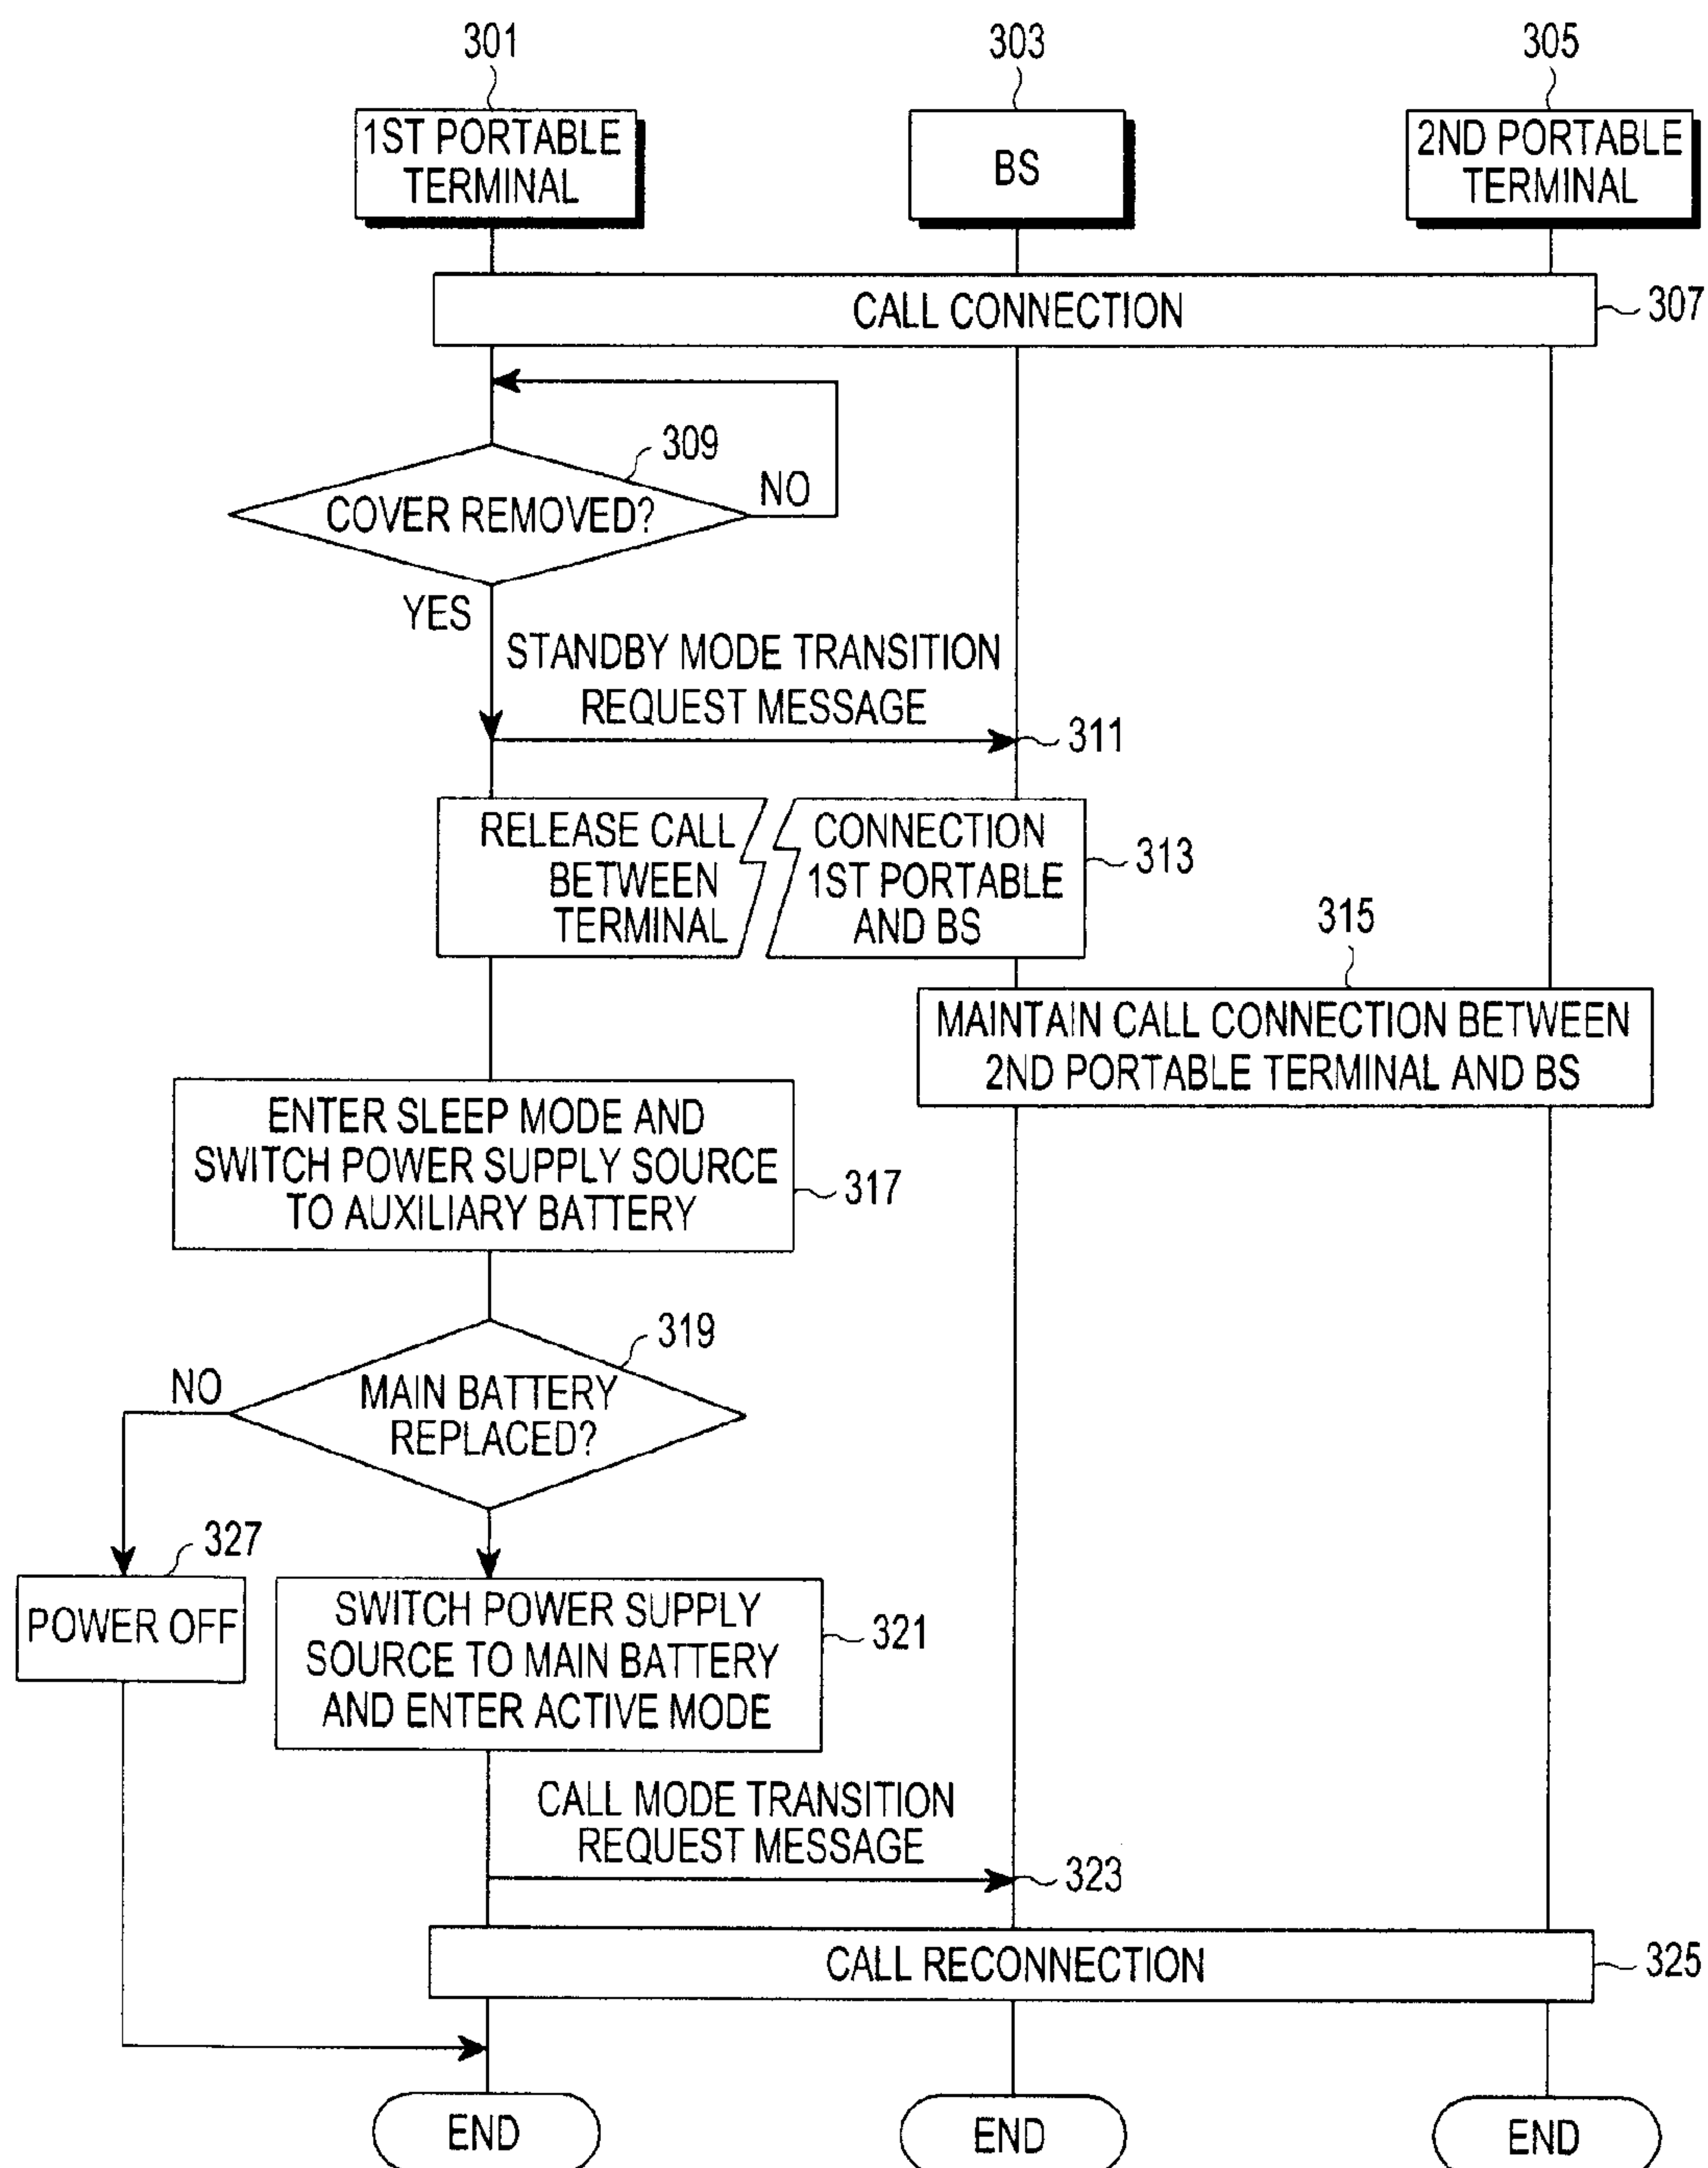 301
303
305
1ST PORTABLE
TERMINAL
BS
2ND PORTABLE
TERMINAL
CALL CONNECTION
307
309
COVER REMOVED?
NO
YES
STANDBY MODE TRANSITION
REQUEST MESSAGE
311
RELEASE CALL
BETWEEN
TERMINAL
CONNECTION
1ST PORTABLE
AND BS
313
315
MAINTAIN CALL CONNECTION BETWEEN
2ND PORTABLE TERMINAL AND BS
ENTER SLEEP MODE AND
SWITCH POWER SUPPLY SOURCE
TO AUXILIARY BATTERY
317
319
NO
MAIN BATTERY
REPLACED?
327
POWER OFF
SWITCH POWER SUPPLY
SOURCE TO MAIN BATTERY
AND ENTER ACTIVE MODE
321
CALL MODE TRANSITION
REQUEST MESSAGE
323
CALL RECONNECTION
325
END
END
END